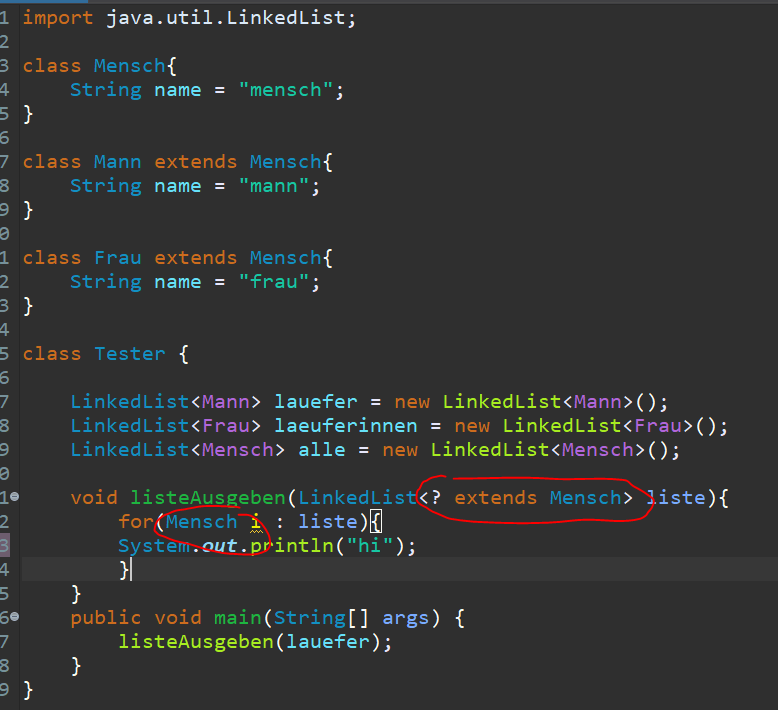 1 import java.util.LinkedList;
2
3 class Mensch{
4 String name = "mensch";
5 }
6
7 class Mann extends Mensch{
8 String name = "mann";
9 }
0
1 class Frau extends Mensch{
2 String name = "frau";
3 }
4
5 class Tester {
6
7 LinkedList<Mann> lauefer = new LinkedList<Mann>();
8 LinkedList<Frau> laeuferinnen = new LinkedList<Frau>();
9 LinkedList<Mensch> alle = new LinkedList<Mensch>();
0
1 void listeAusgeben(LinkedList<? extends Mensch> liste){
2 for(Mensch i : liste){
3 System.out.println("hi");
4 }
5 }
6 public void main(String[] args) {
7 listeAusgeben(lauefer);
8 }
9 }